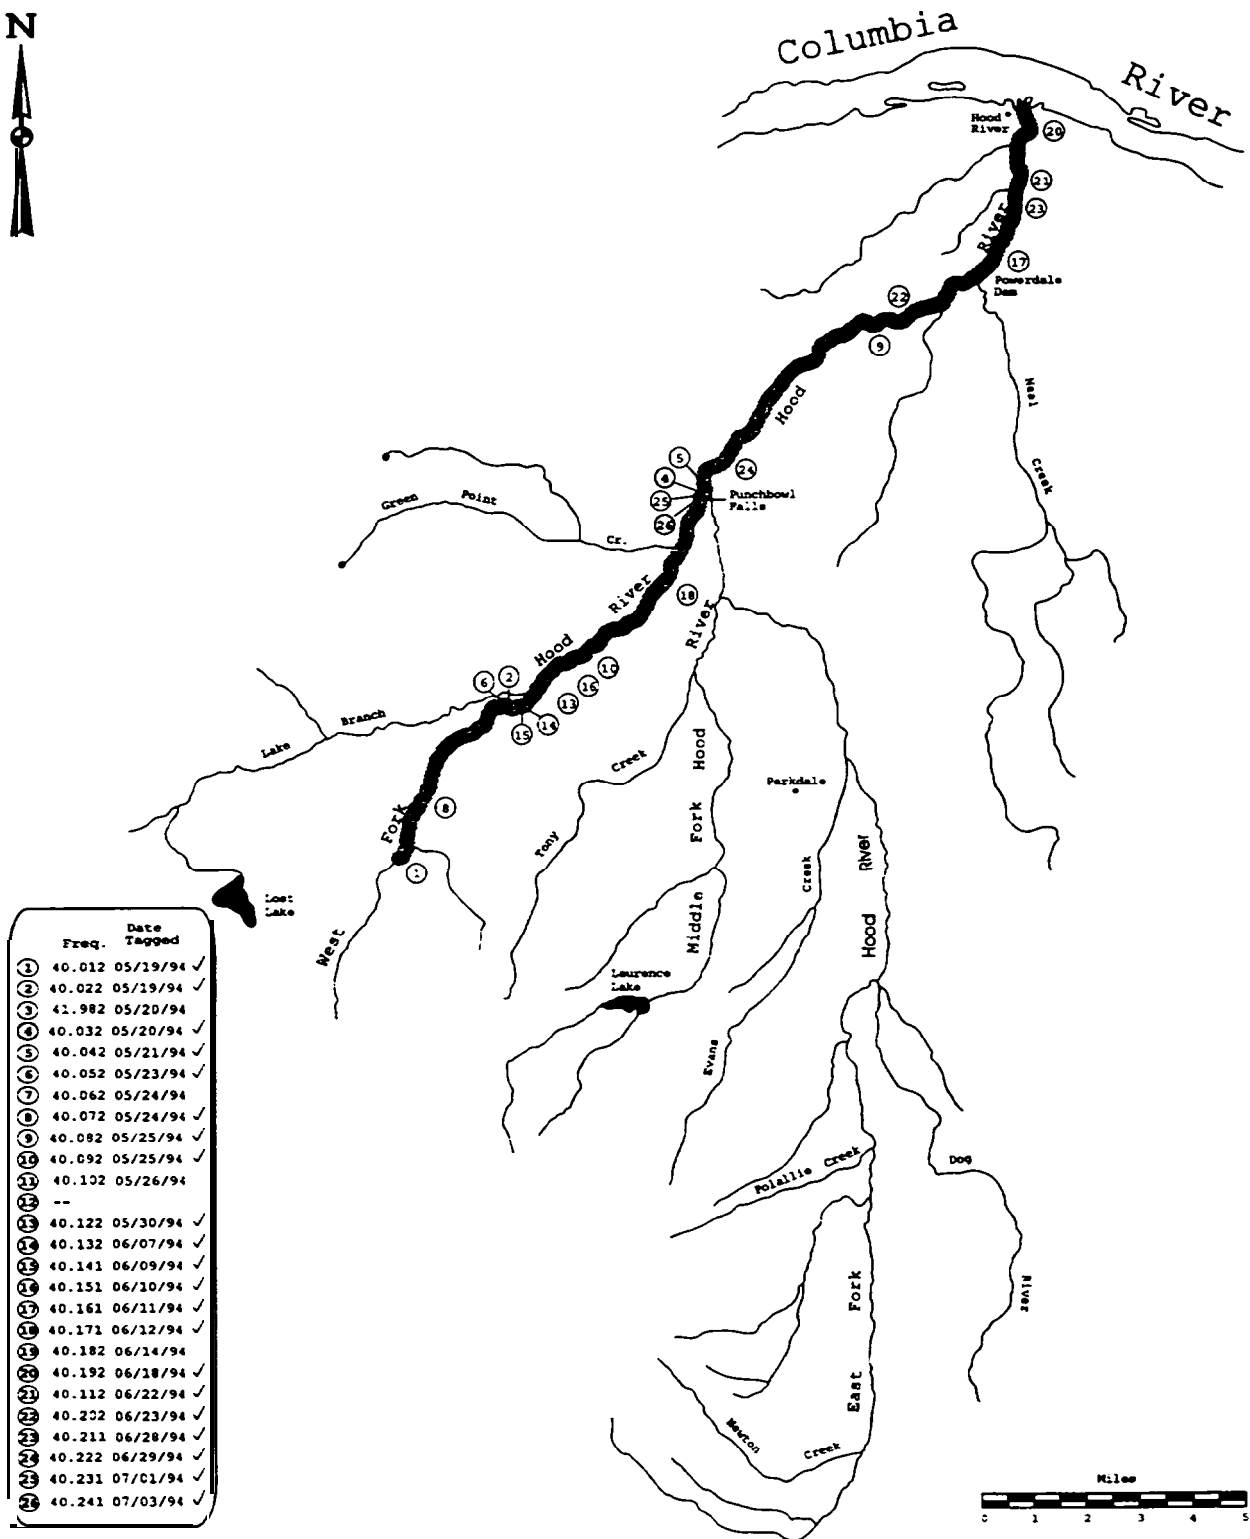 N
Columbia
River
Hood
River
20
21
23
River
17
Powerdale
Dam
22
9
Neal
Creek
Hood
5
4
25
26
24
Punchbowl
Falls
Green Point Cr.
18
River
River
Hood
10
16
13
14
15
6
2
Branch
Lake
Creek
Tony
Hood
Fork
Middle
Parkdale
River
Hood
Creek
Evans
8
Fork
1
West
Lost
Lake
Laurence
Lake
Polallie Creek
Dog
River
Fork
East
Newton
Creek
Freq. Date
Tagged
1 40.012 05/19/94 ✓
2 40.022 05/19/94 ✓
3 41.982 05/20/94
4 40.032 05/20/94 ✓
5 40.042 05/21/94 ✓
6 40.052 05/23/94 ✓
7 40.062 05/24/94
8 40.072 05/24/94 ✓
9 40.082 05/25/94 ✓
10 40.092 05/25/94 ✓
11 40.102 05/26/94
12 --
13 40.122 05/30/94 ✓
14 40.132 06/07/94 ✓
15 40.141 06/09/94 ✓
16 40.151 06/10/94 ✓
17 40.161 06/11/94 ✓
18 40.171 06/12/94 ✓
19 40.182 06/14/94
20 40.192 06/18/94 ✓
21 40.112 06/22/94 ✓
22 40.202 06/23/94 ✓
23 40.211 06/28/94 ✓
24 40.222 06/29/94 ✓
25 40.231 07/01/94 ✓
26 40.241 07/03/94 ✓
Miles
0 1 2 3 4 5